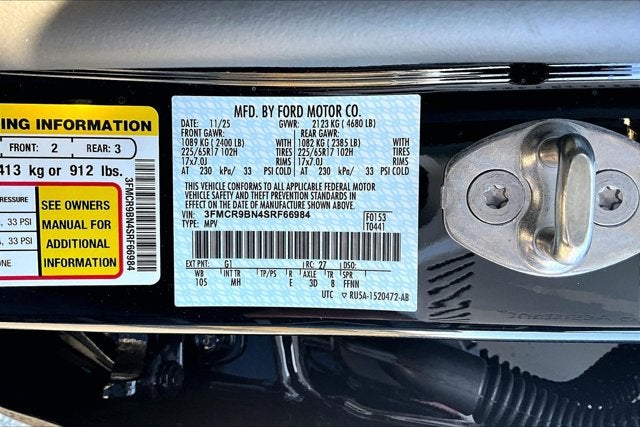 ING INFORMATION
FRONT: 2 REAR: 3
413 kg or 912 lbs.
PRESSURE
, 33 PSI
A, 33 PSI
ONE
SEE OWNERS
MANUAL FOR
ADDITIONAL
INFORMATION
3FMCR9BN4SRF66984
MFD. BY FORD MOTOR CO.
DATE: 11/25 GVWR: 2123 KG ( 4680 LB)
FRONT GAWR: REAR GAWR:
1089 KG ( 2400 LB) 1082 KG ( 2385 LB)
225/65R17 102H TIRES 225/65R17 102H TIRES
17x7.0J RIMS 17x7.0J RIMS
AT 230 kPa/ 33 PSI COLD AT 230 kPa/ 33 PSI COLD
THIS VEHICLE CONFORMS TO ALL APPLICABLE FEDERAL MOTOR
VEHICLE SAFETY AND THEFT PREVENTION STANDARDS
IN EFFECT ON THE DATE OF MANUFACTURE SHOWN ABOVE.
VIN: 3FMCR9BN4SRF66984 F0153
TYPE: MPV T0441
EXT PNT: G1 RC: 27 DSO:
WB INT TR TP/PS R AXLE TR SPR
105 MH E 3D B FFNN
UTC ▽ RU5A-1520472-AB
T0
T50